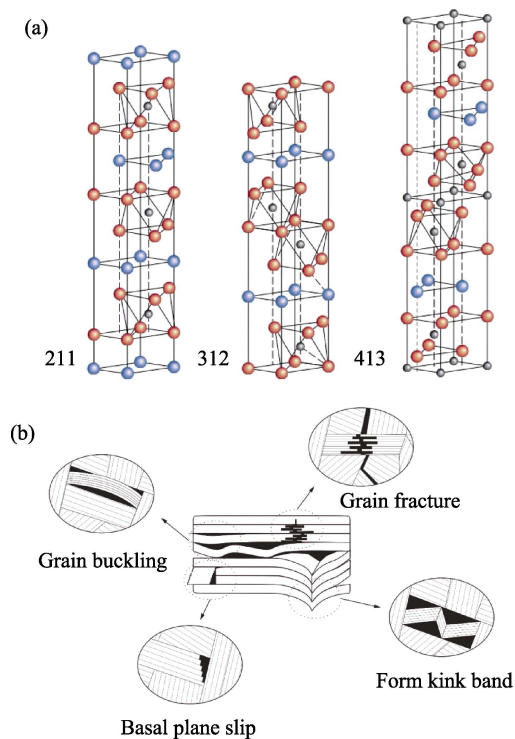 (a)
211
312
413
(b)
Grain fracture
Grain buckling
Form kink band
Basal plane slip